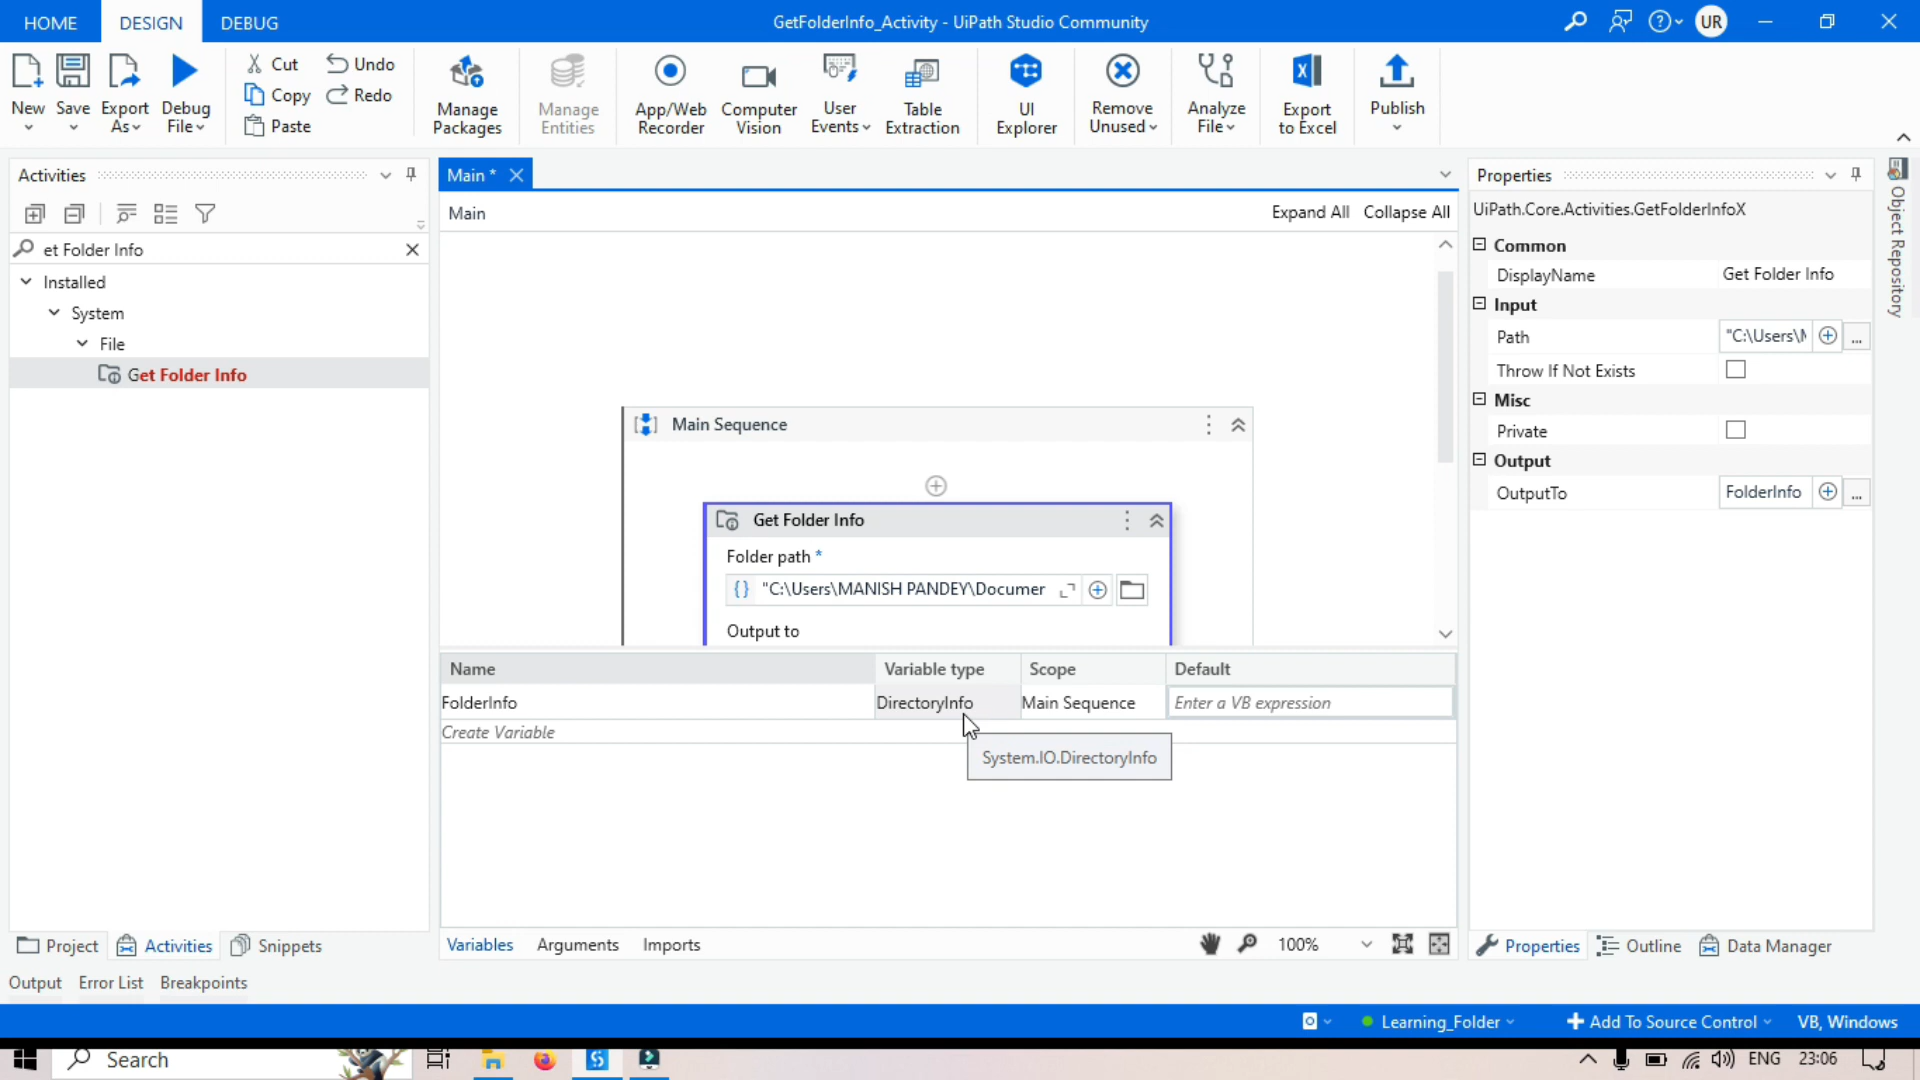 HOME DESIGN DEBUG GetFolderInfo_Activity - UiPath Studio Community UR
New Save Export As Debug File
Cut Copy Paste
Undo Redo
Manage Packages
Manage Entities
App/Web Recorder
Computer Vision
User Events
Table Extraction
UI Explorer
Remove Unused
Analyze File
Export to Excel
Publish
Activities
et Folder Info
Installed
System
File
Get Folder Info
Main *
Main Expand All Collapse All
Main Sequence
Get Folder Info
Folder path *
"C:\Users\MANISH PANDEY\Documer
Output to
Name Variable type Scope Default
FolderInfo DirectoryInfo Main Sequence Enter a VB expression
Create Variable
System.IO.DirectoryInfo
Variables Arguments Imports 100%
Properties
UiPath.Core.Activities.GetFolderInfoX
Common
DisplayName Get Folder Info
Input
Path "C:\Users\M ...
Throw If Not Exists
Misc
Private
Output
OutputTo FolderInfo ...
Object Repository
Project Activities Snippets
Properties Outline Data Manager
Output Error List Breakpoints
Learning_Folder Add To Source Control VB, Windows
Search ENG 23:06